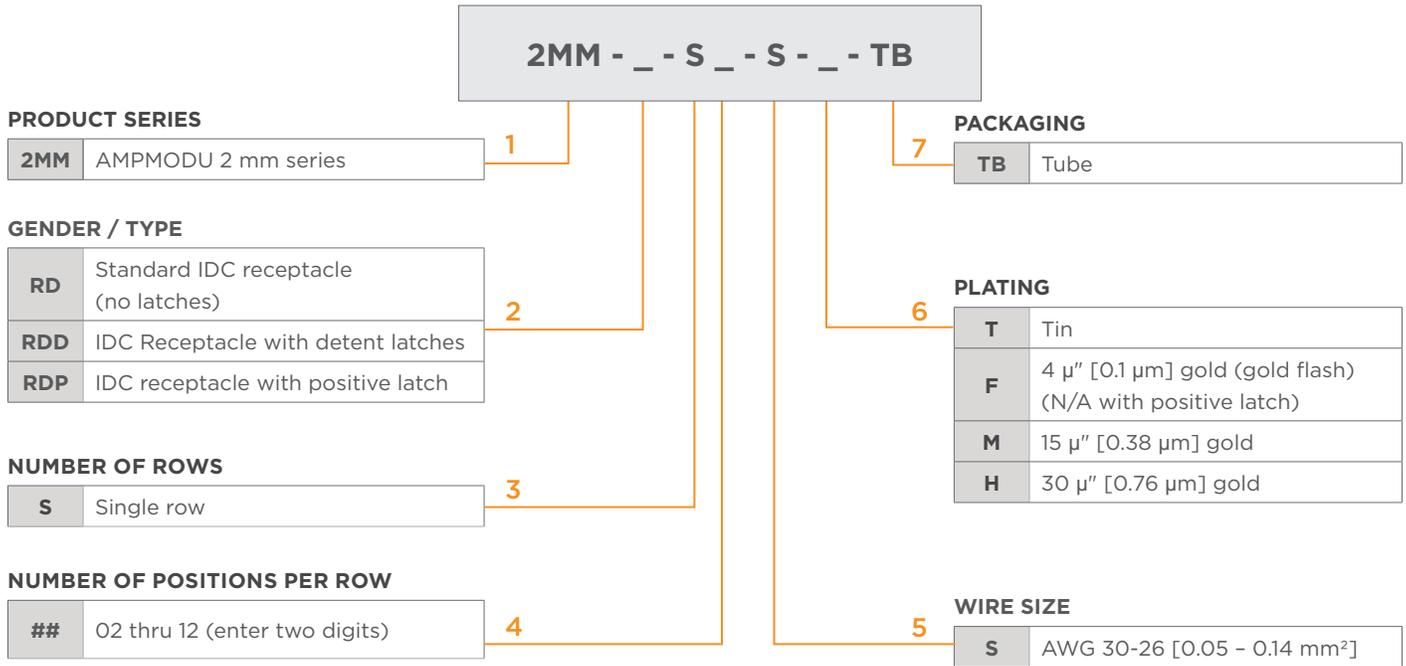 2MM - _ - S _ - S - _ - TB
PRODUCT SERIES
2MM AMPMODU 2 mm series
1
GENDER / TYPE
RD Standard IDC receptacle
(no latches)
RDD IDC Receptacle with detent latches
RDP IDC receptacle with positive latch
2
NUMBER OF ROWS
S Single row
3
NUMBER OF POSITIONS PER ROW
## 02 thru 12 (enter two digits)
4
PACKAGING
7
TB Tube
PLATING
6
T Tin
F 4 µ" [0.1 µm] gold (gold flash)
(N/A with positive latch)
M 15 µ" [0.38 µm] gold
H 30 µ" [0.76 µm] gold
WIRE SIZE
5
S AWG 30-26 [0.05 – 0.14 mm²]